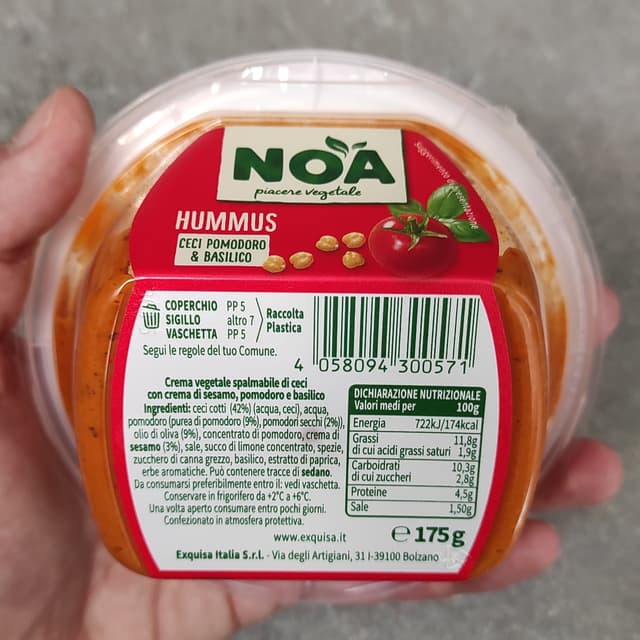 NOA
piacere vegetale
Suggerimento di presentazione
HUMMUS
CECI POMODORO
& BASILICO
COPERCHIO PP 5
SIGILLO altro 7
VASCHETTA PP 5
Raccolta
Plastica
Segui le regole del tuo Comune.
4 058094 300571
Crema vegetale spalmabile di ceci
con crema di sesamo, pomodoro e basilico
Ingredienti: ceci cotti (42%) (acqua, ceci), acqua,
pomodoro (purea di pomodoro (9%), pomodori secchi (2%)),
olio di oliva (9%), concentrato di pomodoro, crema di
sesamo (3%), sale, succo di limone concentrato, spezie,
zucchero di canna grezzo, basilico, estratto di paprica,
erbe aromatiche. Può contenere tracce di sedano.
Da consumarsi preferibilmente entro il: vedi vaschetta.
Conservare in frigorifero da +2°C a +6°C.
Una volta aperto consumare entro pochi giorni.
Confezionato in atmosfera protettiva.
DICHIARAZIONE NUTRIZIONALE
Valori medi per 100g
Energia 722kJ/174kcal
Grassi 11,8g
di cui acidi grassi saturi 1,9g
Carboidrati 10,3g
di cui zuccheri 2,8g
Proteine 4,5g
Sale 1,50g
www.exquisa.it
℮ 175g
Exquisa Italia S.r.l. - Via degli Artigiani, 31 I-39100 Bolzano